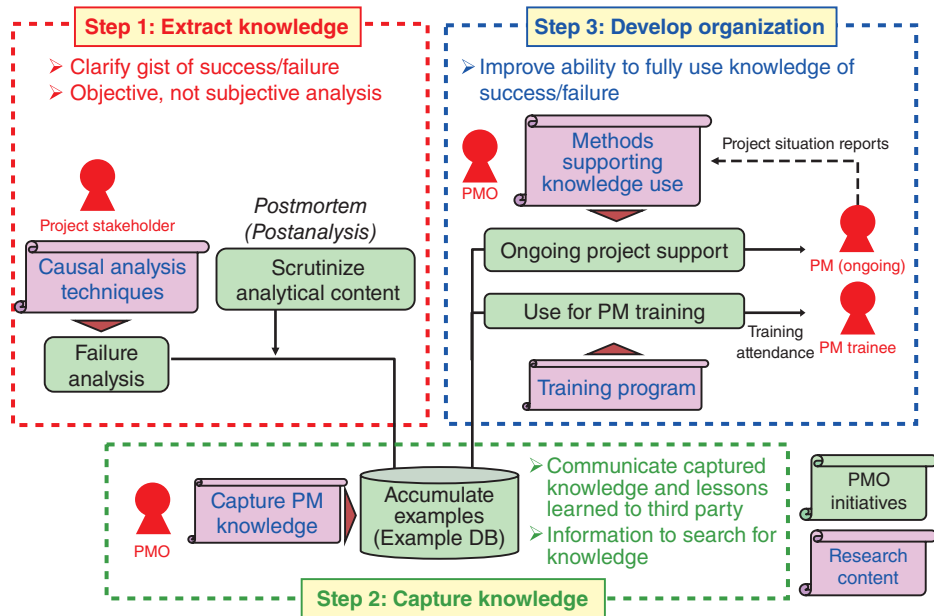 Step 1: Extract knowledge
➢ Clarify gist of success/failure
➢ Objective, not subjective analysis
Project stakeholder
Causal analysis
techniques
Failure
analysis
Postmortem
(Postanalysis)
Scrutinize
analytical content
Step 3: Develop organization
➢ Improve ability to fully use knowledge of
success/failure
PMO
Methods
supporting
knowledge use
Project situation reports
Ongoing project support
PM (ongoing)
Use for PM training
Training
attendance
PM trainee
Training program
PMO
Capture PM
knowledge
Accumulate
examples
(Example DB)
➢ Communicate captured
knowledge and lessons
learned to third party
➢ Information to search for
knowledge
Step 2: Capture knowledge
PMO
initiatives
Research
content